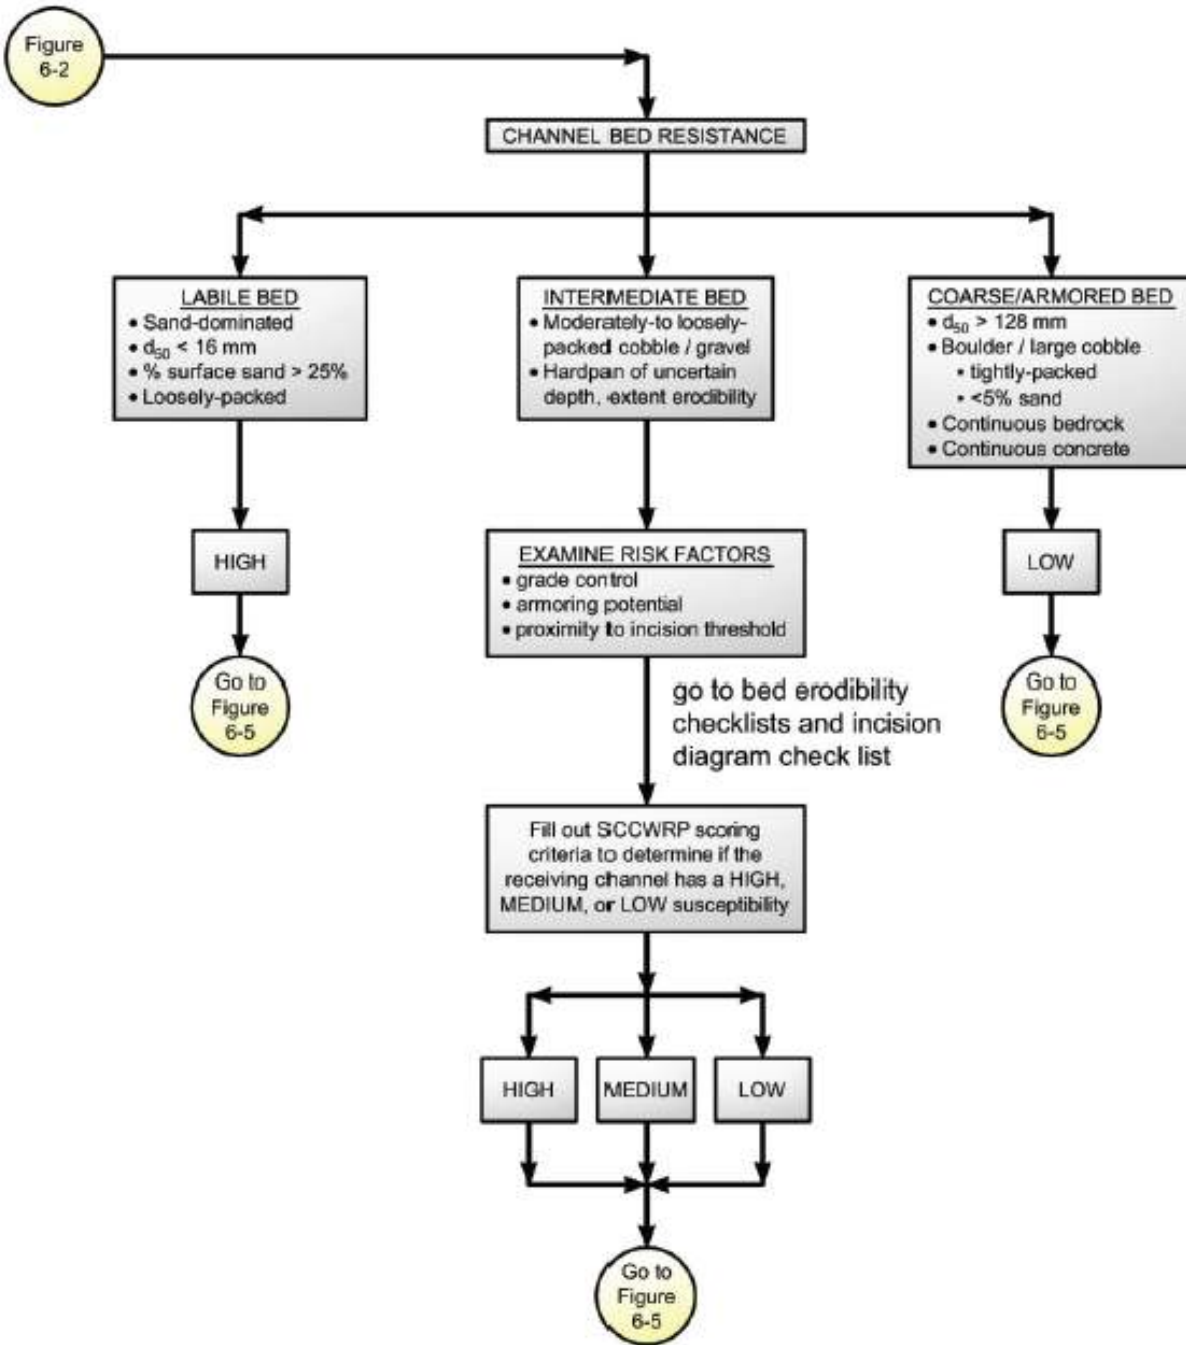 Figure
6-2
CHANNEL BED RESISTANCE
LABILE BED
• Sand-dominated
• d50 < 16 mm
• % surface sand > 25%
• Loosely-packed
INTERMEDIATE BED
• Moderately-to loosely-
packed cobble / gravel
• Hardpan of uncertain
depth, extent erodibility
COARSE/ARMORED BED
• d50 > 128 mm
• Boulder / large cobble
• tightly-packed
• <5% sand
• Continuous bedrock
• Continuous concrete
HIGH
EXAMINE RISK FACTORS
• grade control
• armoring potential
• proximity to incision threshold
LOW
Go to
Figure
6-5
go to bed erodibility
checklists and incision
diagram check list
Go to
Figure
6-5
Fill out SCCWRP scoring
criteria to determine if the
receiving channel has a HIGH,
MEDIUM, or LOW susceptibility
HIGH
MEDIUM
LOW
Go to
Figure
6-5